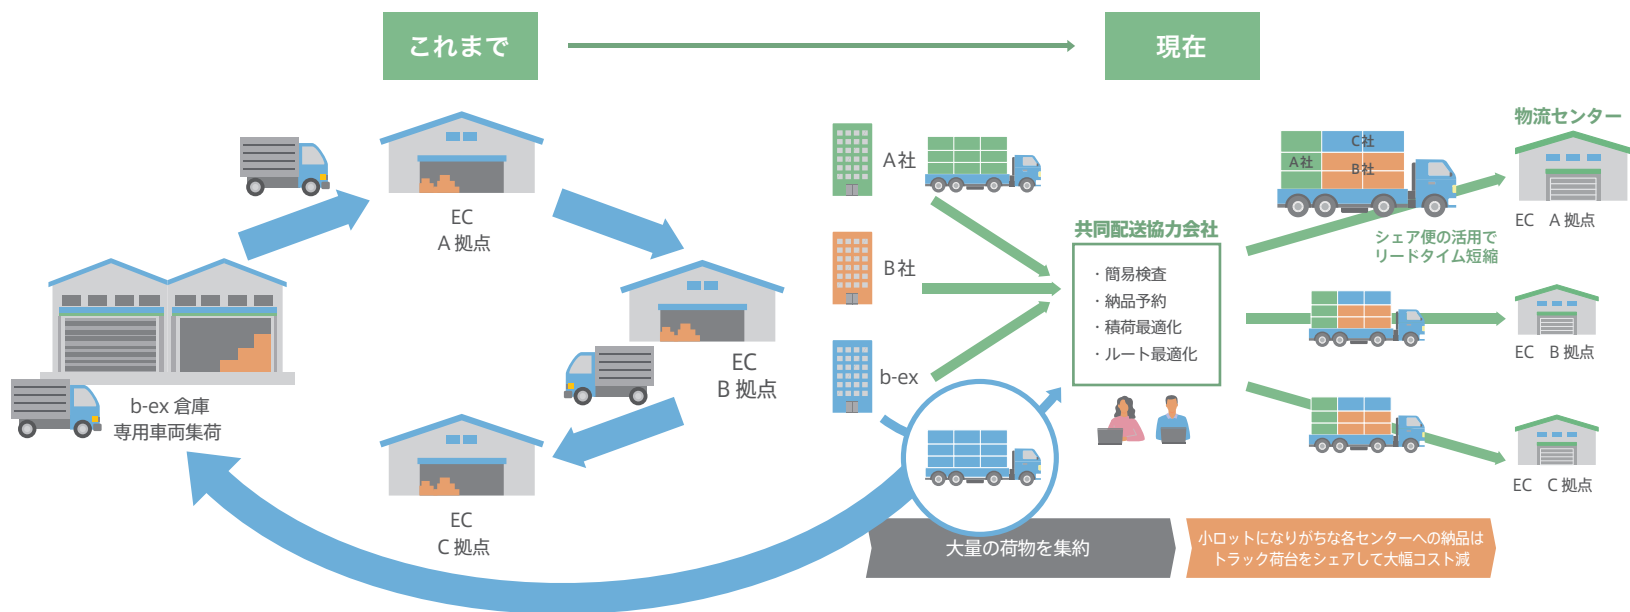 これまで
現在
EC
A 拠点
EC
B 拠点
EC
C 拠点
b-ex 倉庫
専用車両集荷
A 社
B 社
b-ex
共同配送協力会社
・簡易検査
・納品予約
・積荷最適化
・ルート最適化
C 社
A 社
B 社
シェア便の活用で
リードタイム短縮
物流センター
EC A 拠点
EC B 拠点
EC C 拠点
大量の荷物を集約
小ロットになりがちな各センターへの納品は
トラック荷台をシェアして大幅コスト減